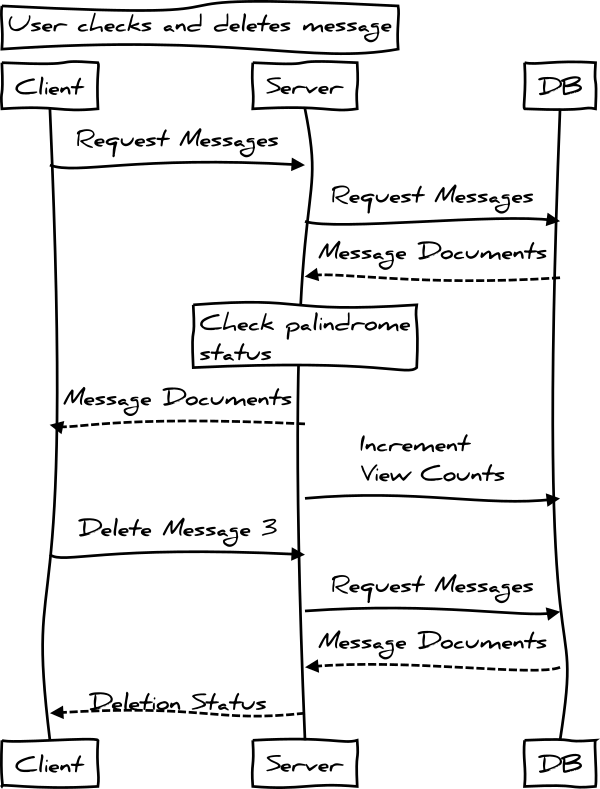 User checks and deletes message
Client
Server
DB
Request Messages
Request Messages
Message Documents
Check palindrome
status
Message Documents
Increment
View Counts
Delete Message 3
Request Messages
Message Documents
Deletion Status
Client
Server
DB